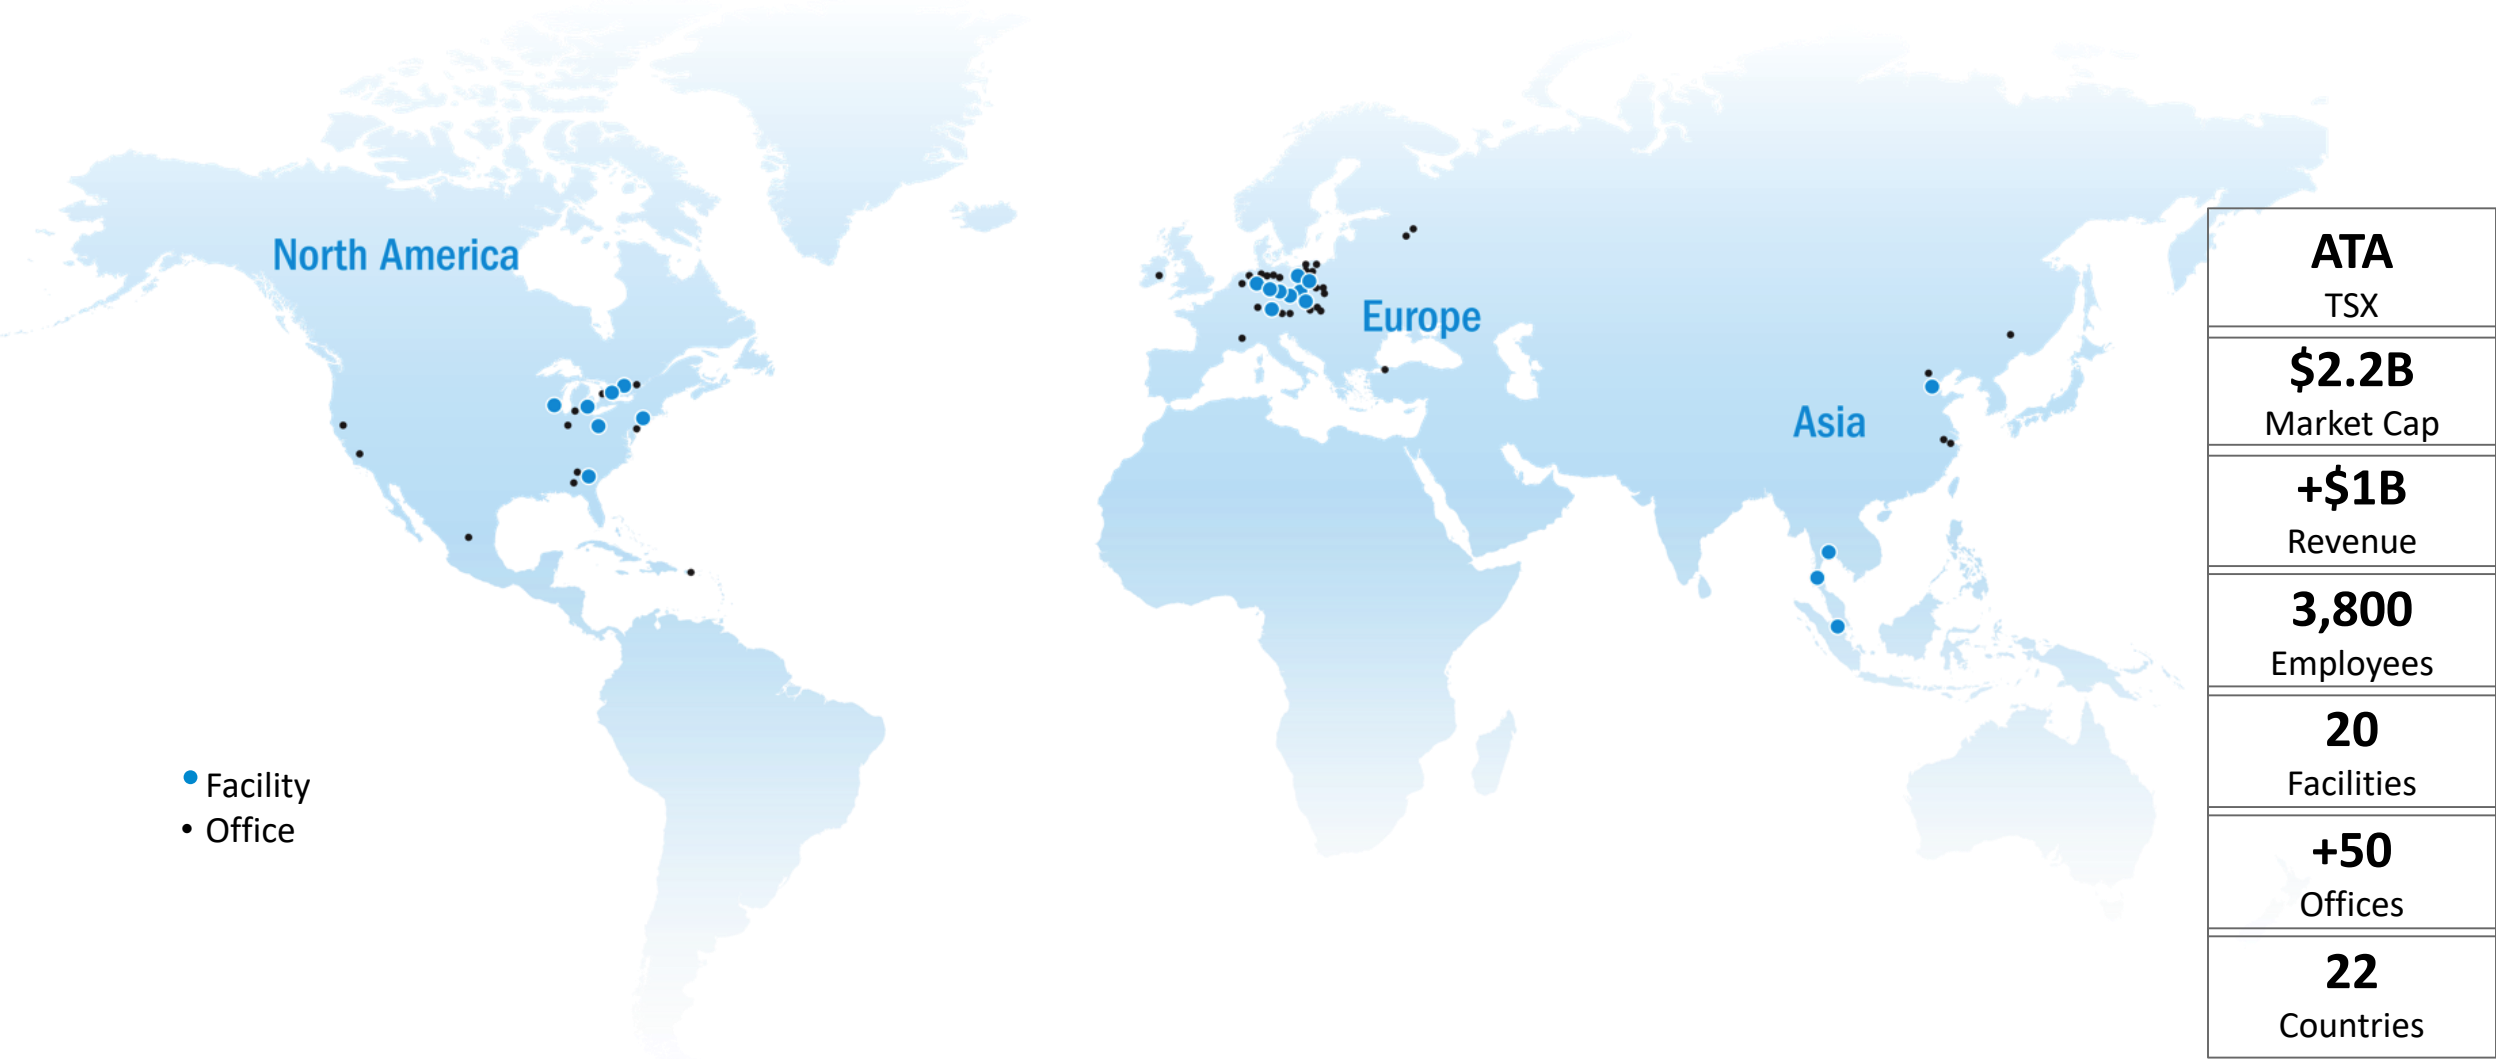 North America
Europe
Asia
Facility
Office
ATA
TSX
$2.2B
Market Cap
+$1B
Revenue
3,800
Employees
20
Facilities
+50
Offices
22
Countries